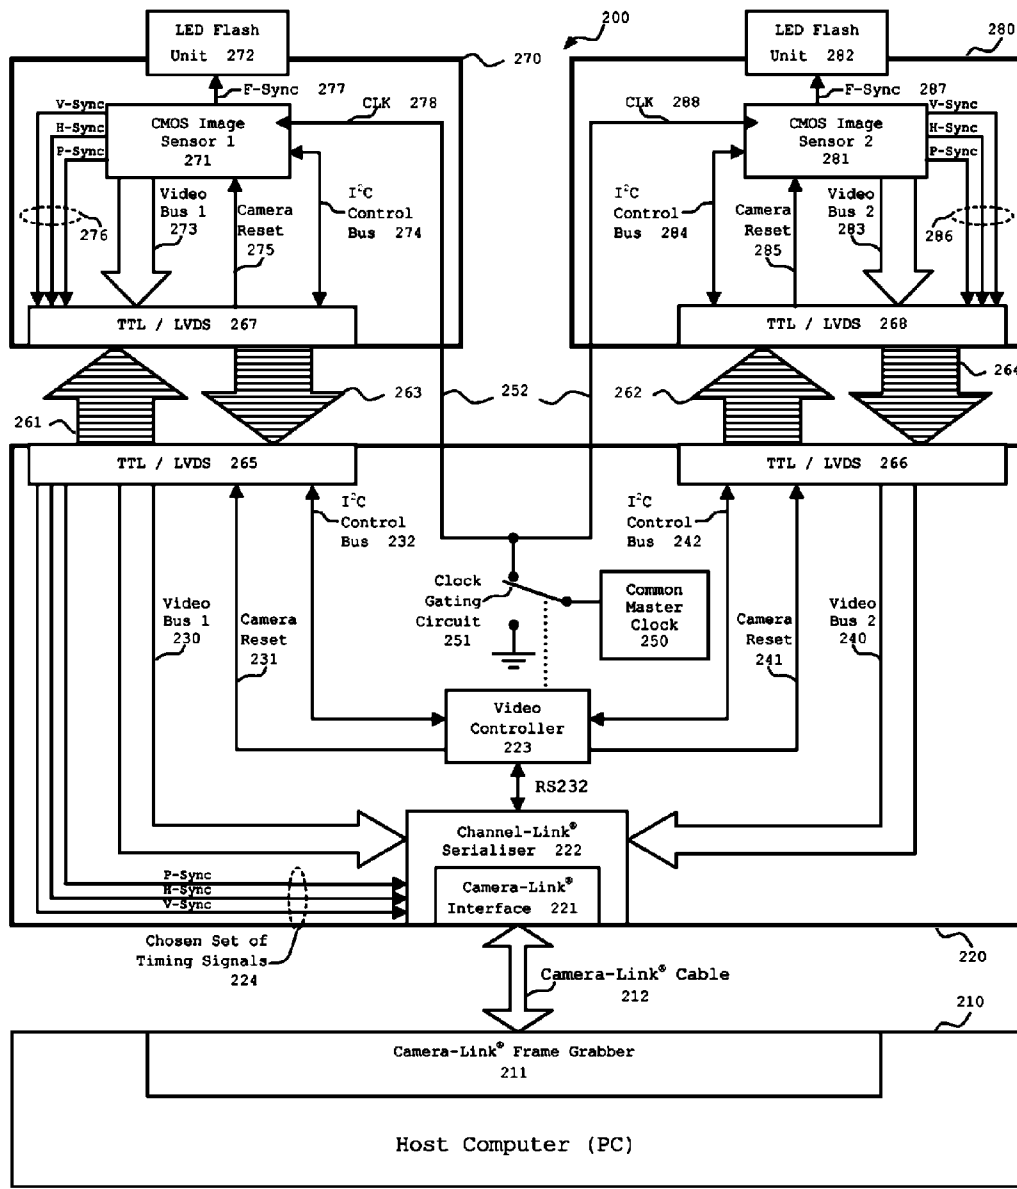 200
LED Flash
Unit 272
270
F-Sync 277
CLK 278
V-Sync
H-Sync
P-Sync
CMOS Image
Sensor 1
271
276
Video
Bus 1
273
Camera
Reset
275
I²C
Control
Bus 274
TTL / LVDS 267
LED Flash
Unit 282
280
F-Sync 287
CLK 288
V-Sync
H-Sync
P-Sync
CMOS Image
Sensor 2
281
I²C
Control
Bus 284
Camera
Reset
285
Video
Bus 2
283
286
TTL / LVDS 268
261
263
252
262
264
TTL / LVDS 265
TTL / LVDS 266
I²C
Control
Bus 232
I²C
Control
Bus 242
Video
Bus 1
230
Camera
Reset
231
Clock
Gating
Circuit
251
Common
Master
Clock
250
Camera
Reset
241
Video
Bus 2
240
Video
Controller
223
RS232
Channel-Link®
Serialiser 222
Camera-Link®
Interface 221
P-Sync
H-Sync
V-Sync
Chosen Set of
Timing Signals
224
220
Camera-Link® Cable
212
210
Camera-Link® Frame Grabber
211
Host Computer (PC)